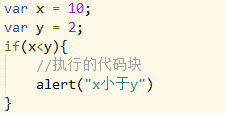 var x = 10;
var y = 2;
if(x<y){
    //执行的代码块
    alert("x小于y")
}